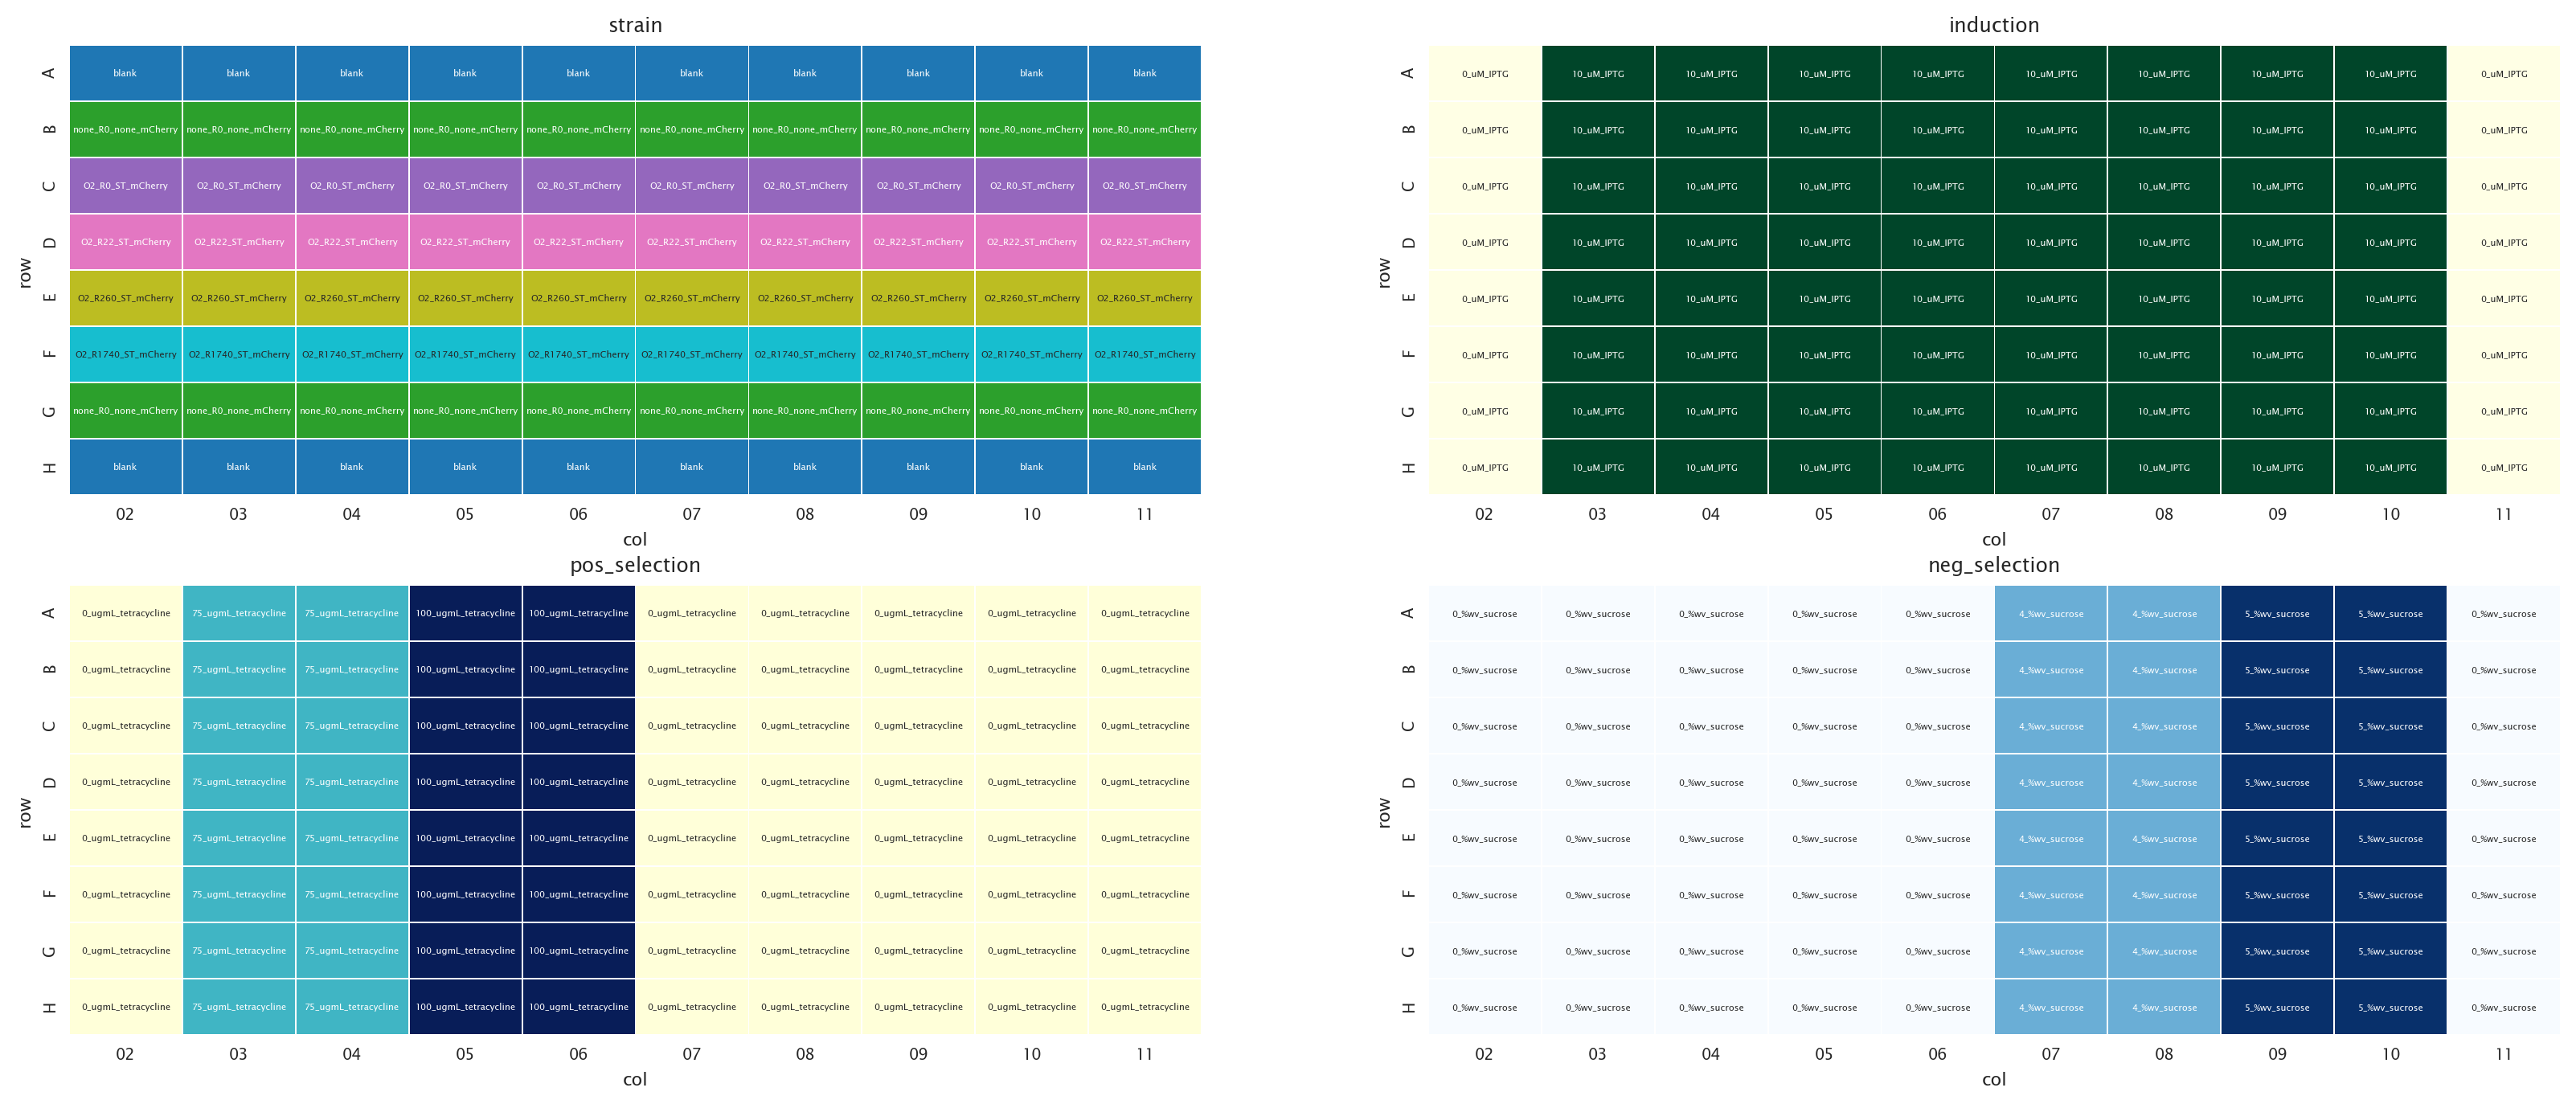 strain
A blank blank blank blank blank blank blank blank blank blank
B none_R0_none_mCherry none_R0_none_mCherry none_R0_none_mCherry none_R0_none_mCherry none_R0_none_mCherry none_R0_none_mCherry none_R0_none_mCherry none_R0_none_mCherry none_R0_none_mCherry none_R0_none_mCherry
C O2_R0_ST_mCherry O2_R0_ST_mCherry O2_R0_ST_mCherry O2_R0_ST_mCherry O2_R0_ST_mCherry O2_R0_ST_mCherry O2_R0_ST_mCherry O2_R0_ST_mCherry O2_R0_ST_mCherry O2_R0_ST_mCherry
D O2_R22_ST_mCherry O2_R22_ST_mCherry O2_R22_ST_mCherry O2_R22_ST_mCherry O2_R22_ST_mCherry O2_R22_ST_mCherry O2_R22_ST_mCherry O2_R22_ST_mCherry O2_R22_ST_mCherry O2_R22_ST_mCherry
row
E O2_R260_ST_mCherry O2_R260_ST_mCherry O2_R260_ST_mCherry O2_R260_ST_mCherry O2_R260_ST_mCherry O2_R260_ST_mCherry O2_R260_ST_mCherry O2_R260_ST_mCherry O2_R260_ST_mCherry O2_R260_ST_mCherry
F O2_R1740_ST_mCherry O2_R1740_ST_mCherry O2_R1740_ST_mCherry O2_R1740_ST_mCherry O2_R1740_ST_mCherry O2_R1740_ST_mCherry O2_R1740_ST_mCherry O2_R1740_ST_mCherry O2_R1740_ST_mCherry O2_R1740_ST_mCherry
G none_R0_none_mCherry none_R0_none_mCherry none_R0_none_mCherry none_R0_none_mCherry none_R0_none_mCherry none_R0_none_mCherry none_R0_none_mCherry none_R0_none_mCherry none_R0_none_mCherry none_R0_none_mCherry
H blank blank blank blank blank blank blank blank blank blank
02 03 04 05 06 07 08 09 10 11
col
induction
A 0_uM_IPTG 10_uM_IPTG 10_uM_IPTG 10_uM_IPTG 10_uM_IPTG 10_uM_IPTG 10_uM_IPTG 10_uM_IPTG 10_uM_IPTG 0_uM_IPTG
B 0_uM_IPTG 10_uM_IPTG 10_uM_IPTG 10_uM_IPTG 10_uM_IPTG 10_uM_IPTG 10_uM_IPTG 10_uM_IPTG 10_uM_IPTG 0_uM_IPTG
C 0_uM_IPTG 10_uM_IPTG 10_uM_IPTG 10_uM_IPTG 10_uM_IPTG 10_uM_IPTG 10_uM_IPTG 10_uM_IPTG 10_uM_IPTG 0_uM_IPTG
D 0_uM_IPTG 10_uM_IPTG 10_uM_IPTG 10_uM_IPTG 10_uM_IPTG 10_uM_IPTG 10_uM_IPTG 10_uM_IPTG 10_uM_IPTG 0_uM_IPTG
row
E 0_uM_IPTG 10_uM_IPTG 10_uM_IPTG 10_uM_IPTG 10_uM_IPTG 10_uM_IPTG 10_uM_IPTG 10_uM_IPTG 10_uM_IPTG 0_uM_IPTG
F 0_uM_IPTG 10_uM_IPTG 10_uM_IPTG 10_uM_IPTG 10_uM_IPTG 10_uM_IPTG 10_uM_IPTG 10_uM_IPTG 10_uM_IPTG 0_uM_IPTG
G 0_uM_IPTG 10_uM_IPTG 10_uM_IPTG 10_uM_IPTG 10_uM_IPTG 10_uM_IPTG 10_uM_IPTG 10_uM_IPTG 10_uM_IPTG 0_uM_IPTG
H 0_uM_IPTG 10_uM_IPTG 10_uM_IPTG 10_uM_IPTG 10_uM_IPTG 10_uM_IPTG 10_uM_IPTG 10_uM_IPTG 10_uM_IPTG 0_uM_IPTG
02 03 04 05 06 07 08 09 10 11
col
pos_selection
A 0_ugmL_tetracycline 75_ugmL_tetracycline 75_ugmL_tetracycline 100_ugmL_tetracycline 100_ugmL_tetracycline 0_ugmL_tetracycline 0_ugmL_tetracycline 0_ugmL_tetracycline 0_ugmL_tetracycline 0_ugmL_tetracycline
B 0_ugmL_tetracycline 75_ugmL_tetracycline 75_ugmL_tetracycline 100_ugmL_tetracycline 100_ugmL_tetracycline 0_ugmL_tetracycline 0_ugmL_tetracycline 0_ugmL_tetracycline 0_ugmL_tetracycline 0_ugmL_tetracycline
C 0_ugmL_tetracycline 75_ugmL_tetracycline 75_ugmL_tetracycline 100_ugmL_tetracycline 100_ugmL_tetracycline 0_ugmL_tetracycline 0_ugmL_tetracycline 0_ugmL_tetracycline 0_ugmL_tetracycline 0_ugmL_tetracycline
D 0_ugmL_tetracycline 75_ugmL_tetracycline 75_ugmL_tetracycline 100_ugmL_tetracycline 100_ugmL_tetracycline 0_ugmL_tetracycline 0_ugmL_tetracycline 0_ugmL_tetracycline 0_ugmL_tetracycline 0_ugmL_tetracycline
row
E 0_ugmL_tetracycline 75_ugmL_tetracycline 75_ugmL_tetracycline 100_ugmL_tetracycline 100_ugmL_tetracycline 0_ugmL_tetracycline 0_ugmL_tetracycline 0_ugmL_tetracycline 0_ugmL_tetracycline 0_ugmL_tetracycline
F 0_ugmL_tetracycline 75_ugmL_tetracycline 75_ugmL_tetracycline 100_ugmL_tetracycline 100_ugmL_tetracycline 0_ugmL_tetracycline 0_ugmL_tetracycline 0_ugmL_tetracycline 0_ugmL_tetracycline 0_ugmL_tetracycline
G 0_ugmL_tetracycline 75_ugmL_tetracycline 75_ugmL_tetracycline 100_ugmL_tetracycline 100_ugmL_tetracycline 0_ugmL_tetracycline 0_ugmL_tetracycline 0_ugmL_tetracycline 0_ugmL_tetracycline 0_ugmL_tetracycline
H 0_ugmL_tetracycline 75_ugmL_tetracycline 75_ugmL_tetracycline 100_ugmL_tetracycline 100_ugmL_tetracycline 0_ugmL_tetracycline 0_ugmL_tetracycline 0_ugmL_tetracycline 0_ugmL_tetracycline 0_ugmL_tetracycline
02 03 04 05 06 07 08 09 10 11
col
neg_selection
A 0_%wv_sucrose 0_%wv_sucrose 0_%wv_sucrose 0_%wv_sucrose 0_%wv_sucrose 4_%wv_sucrose 4_%wv_sucrose 5_%wv_sucrose 5_%wv_sucrose 0_%wv_sucrose
B 0_%wv_sucrose 0_%wv_sucrose 0_%wv_sucrose 0_%wv_sucrose 0_%wv_sucrose 4_%wv_sucrose 4_%wv_sucrose 5_%wv_sucrose 5_%wv_sucrose 0_%wv_sucrose
C 0_%wv_sucrose 0_%wv_sucrose 0_%wv_sucrose 0_%wv_sucrose 0_%wv_sucrose 4_%wv_sucrose 4_%wv_sucrose 5_%wv_sucrose 5_%wv_sucrose 0_%wv_sucrose
D 0_%wv_sucrose 0_%wv_sucrose 0_%wv_sucrose 0_%wv_sucrose 0_%wv_sucrose 4_%wv_sucrose 4_%wv_sucrose 5_%wv_sucrose 5_%wv_sucrose 0_%wv_sucrose
row
E 0_%wv_sucrose 0_%wv_sucrose 0_%wv_sucrose 0_%wv_sucrose 0_%wv_sucrose 4_%wv_sucrose 4_%wv_sucrose 5_%wv_sucrose 5_%wv_sucrose 0_%wv_sucrose
F 0_%wv_sucrose 0_%wv_sucrose 0_%wv_sucrose 0_%wv_sucrose 0_%wv_sucrose 4_%wv_sucrose 4_%wv_sucrose 5_%wv_sucrose 5_%wv_sucrose 0_%wv_sucrose
G 0_%wv_sucrose 0_%wv_sucrose 0_%wv_sucrose 0_%wv_sucrose 0_%wv_sucrose 4_%wv_sucrose 4_%wv_sucrose 5_%wv_sucrose 5_%wv_sucrose 0_%wv_sucrose
H 0_%wv_sucrose 0_%wv_sucrose 0_%wv_sucrose 0_%wv_sucrose 0_%wv_sucrose 4_%wv_sucrose 4_%wv_sucrose 5_%wv_sucrose 5_%wv_sucrose 0_%wv_sucrose
02 03 04 05 06 07 08 09 10 11
col